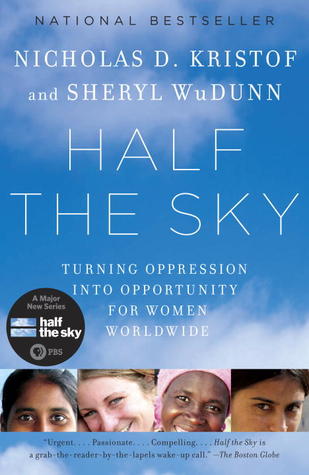 NATIONAL BESTSELLER
NICHOLAS D. KRISTOF
and SHERYL WuDUNN
HALF
THE SKY
TURNING OPPRESSION
INTO OPPORTUNITY
FOR WOMEN
WORLDWIDE
A Major
New Series
half
the sky
PBS
“Urgent. . . . Passionate. . . . Compelling. . . . Half the Sky is
a grab-the-reader-by-the-lapels wake-up call.” —The Boston Globe